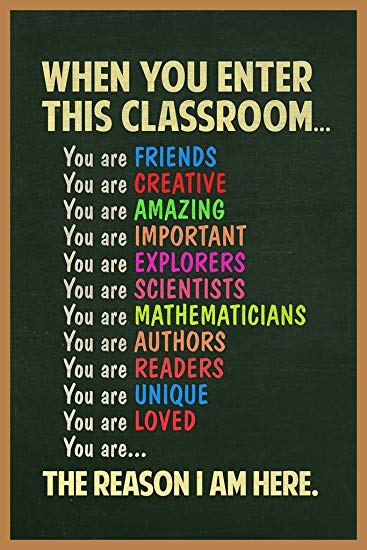 WHEN YOU ENTER
THIS CLASSROOM...
You are FRIENDS
You are CREATIVE
You are AMAZING
You are IMPORTANT
You are EXPLORERS
You are SCIENTISTS
You are MATHEMATICIANS
You are AUTHORS
You are READERS
You are UNIQUE
You are LOVED
You are...
THE REASON I AM HERE.